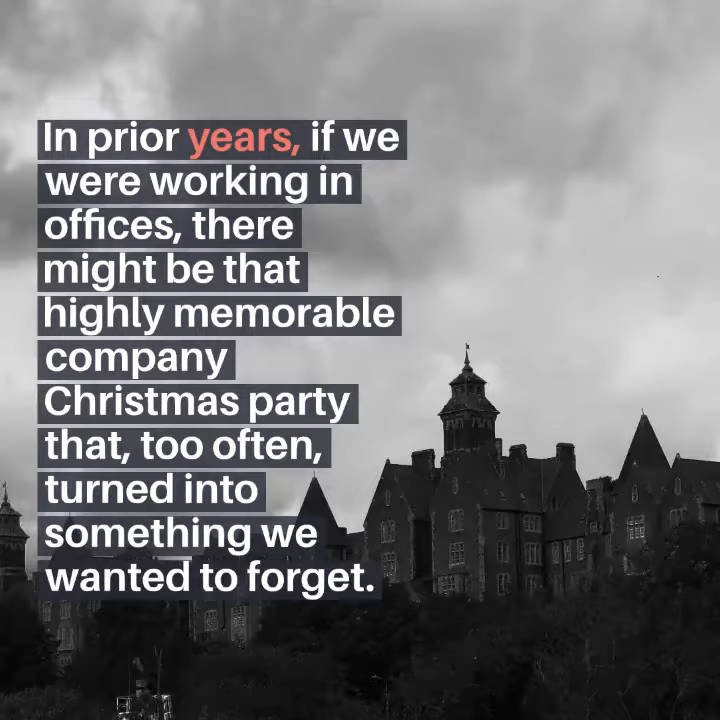 In prior years, if we
were working in
offices, there
might be that
highly memorable
company
Christmas party
that, too often,
turned into
something we
wanted to forget.